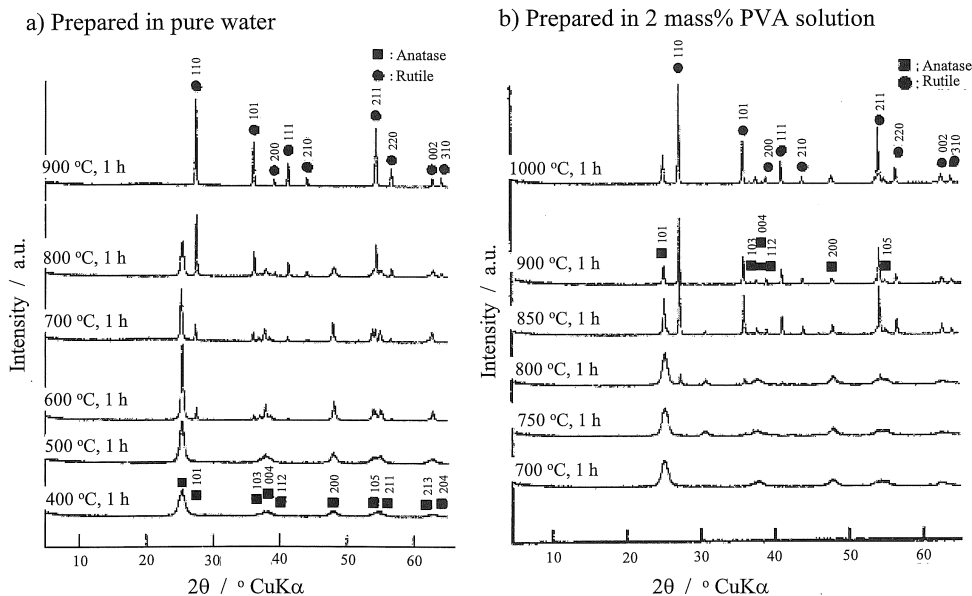 a) Prepared in pure water
■ : Anatase
● : Rutile
110
101
200
111
210
211
220
002
310
900 °C, 1 h
800 °C, 1 h
700 °C, 1 h
600 °C, 1 h
500 °C, 1 h
400 °C, 1 h
101
103
004
112
200
105
211
213
204
Intensity / a.u.
10 20 30 40 50 60
2θ / ° CuKα
b) Prepared in 2 mass% PVA solution
■ : Anatase
● : Rutile
110
101
200
111
210
211
220
002
310
1000 °C, 1 h
101
103
004
112
200
105
900 °C, 1 h
850 °C, 1 h
800 °C, 1 h
750 °C, 1 h
700 °C, 1 h
Intensity / a.u.
10 20 30 40 50 60
2θ / ° CuKα